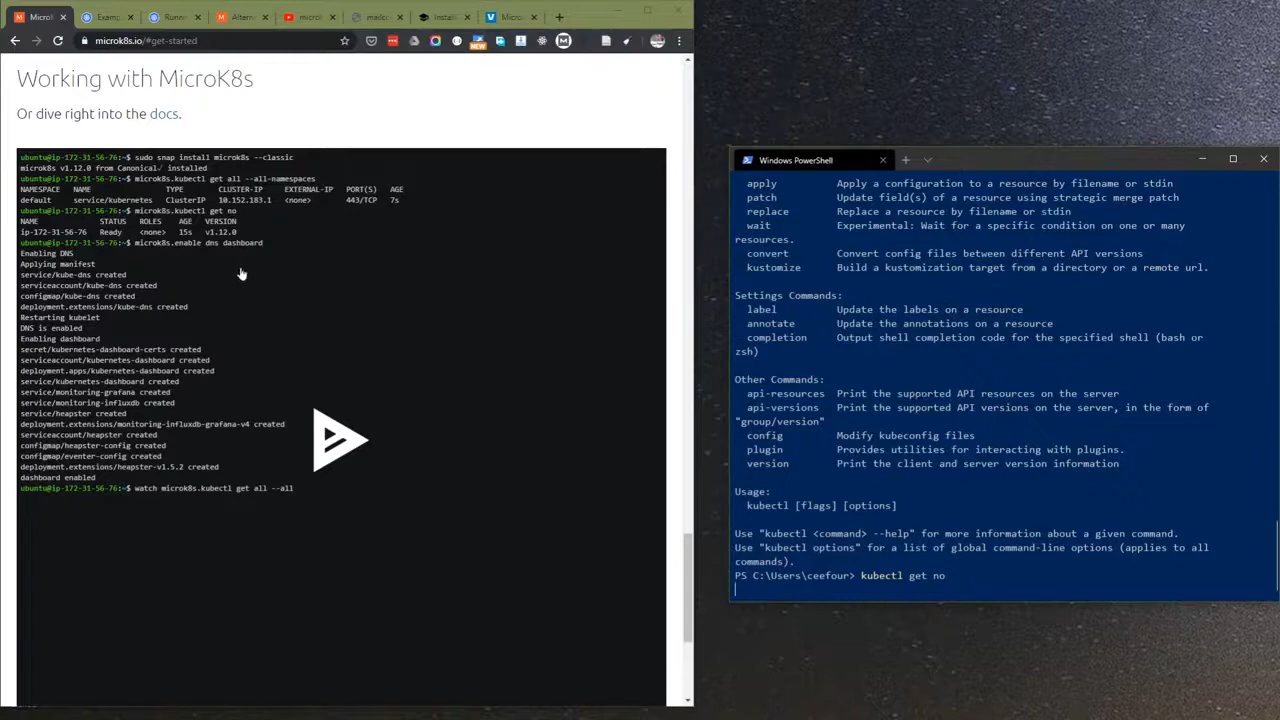 Microk
Examp
Runnin
Altern
microk
Install
Micro
microk8s.io/#get-started
NEW
Working with MicroK8s
Or dive right into the docs.
ubuntu@ip-172-31-56-76:~$ sudo snap install microk8s --classic
microk8s v1.12.0 from Canonical✓ installed
ubuntu@ip-172-31-56-76:~$ microk8s.kubectl get all --all-namespaces
NAMESPACE NAME TYPE CLUSTER-IP EXTERNAL-IP PORT(S) AGE
default service/kubernetes ClusterIP 10.152.183.1 <none> 443/TCP 7s
ubuntu@ip-172-31-56-76:~$ microk8s.kubectl get no
NAME STATUS ROLES AGE VERSION
ip-172-31-56-76 Ready <none> 15s v1.12.0
ubuntu@ip-172-31-56-76:~$ microk8s.enable dns dashboard
Enabling DNS
Applying manifest
service/kube-dns created
serviceaccount/kube-dns created
configmap/kube-dns created
deployment.extensions/kube-dns created
Restarting kubelet
DNS is enabled
Enabling dashboard
secret/kubernetes-dashboard-certs created
serviceaccount/kubernetes-dashboard created
deployment.apps/kubernetes-dashboard created
service/kubernetes-dashboard created
service/monitoring-grafana created
service/monitoring-influxdb created
service/heapster created
deployment.extensions/monitoring-influxdb-grafana-v4 created
serviceaccount/heapster created
configmap/heapster-config created
configmap/eventer-config created
deployment.extensions/heapster-v1.5.2 created
dashboard enabled
ubuntu@ip-172-31-56-76:~$ watch microk8s.kubectl get all --all
Windows PowerShell
apply Apply a configuration to a resource by filename or stdin
patch Update field(s) of a resource using strategic merge patch
replace Replace a resource by filename or stdin
wait Experimental: Wait for a specific condition on one or many
resources.
convert Convert config files between different API versions
kustomize Build a kustomization target from a directory or a remote url.
Settings Commands:
label Update the labels on a resource
annotate Update the annotations on a resource
completion Output shell completion code for the specified shell (bash or
zsh)
Other Commands:
api-resources Print the supported API resources on the server
api-versions Print the supported API versions on the server, in the form of
"group/version"
config Modify kubeconfig files
plugin Provides utilities for interacting with plugins.
version Print the client and server version information
Usage:
kubectl [flags] [options]
Use "kubectl <command> --help" for more information about a given command.
Use "kubectl options" for a list of global command-line options (applies to all
commands).
PS C:\Users\ceefour> kubectl get no